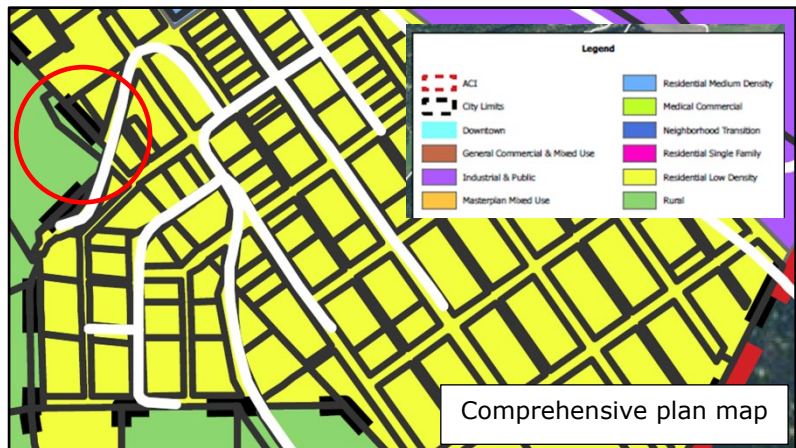 Legend
ACI
City Limits
Downtown
General Commercial & Mixed Use
Industrial & Public
Masterplan Mixed Use
Residential Medium Density
Medical Commercial
Neighborhood Transition
Residential Single Family
Residential Low Density
Rural
Comprehensive plan map